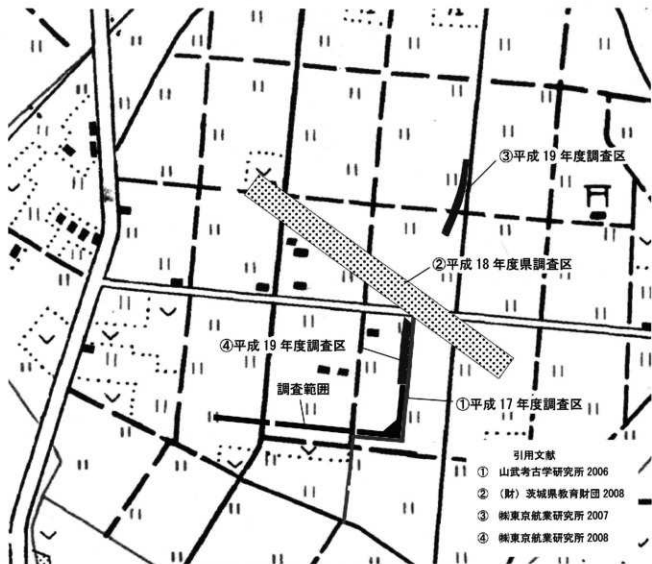 ③平成 19 年度調査区
②平成 18 年度県調査区
④平成 19 年度調査区
調査範囲
①平成 17 年度調査区
引用文献
① 山武考古学研究所 2006
② (財) 茨城県教育財団 2008
③ ㈱東京航業研究所 2007
④ ㈱東京航業研究所 2008